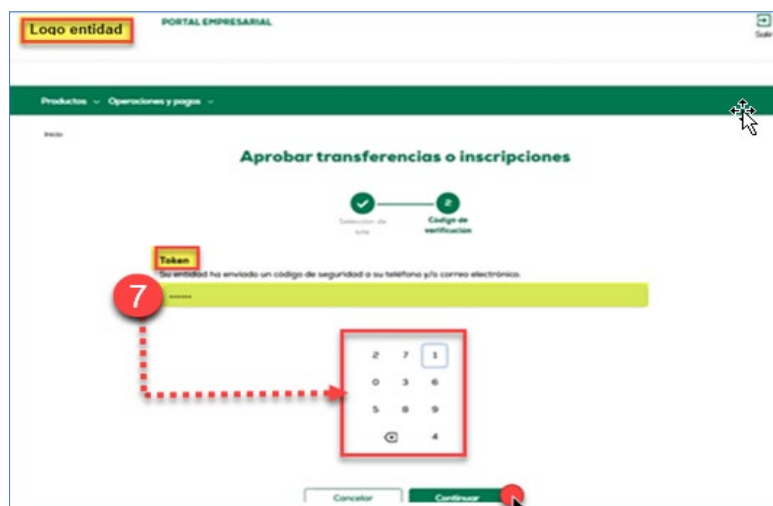 Logo entidad
PORTAL EMPRESARIAL
Salir
Productos Operaciones y pagos
Inicio
Aprobar transferencias o inscripciones
2
Selección de lote
Código de verificación
Token
Su entidad ha enviado un código de seguridad a su teléfono y/o correo electrónico.
7
••••••
2 7 1
0 3 6
5 8 9
4
Cancelar Continuar